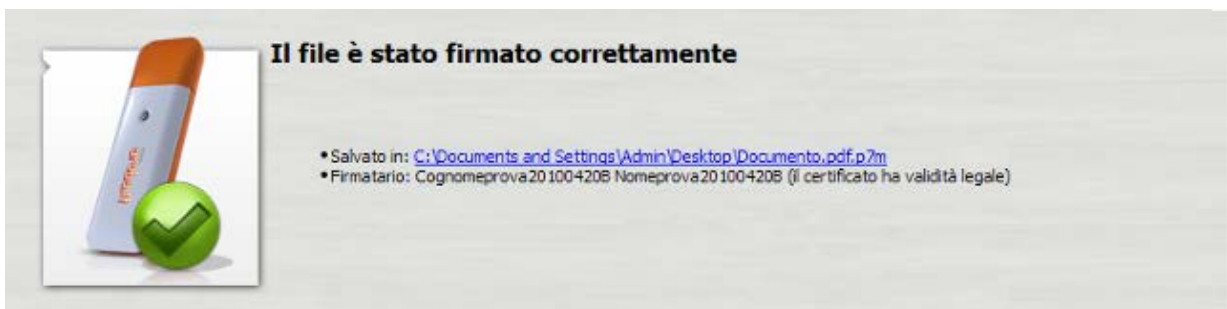 Il file è stato firmato correttamente
•Salvato in: C:\Documents and Settings\Admin\Desktop\Documento.pdf.p7m
•Firmatario: Cognomeprova20100420B Nomeprova20100420B (il certificato ha validità legale)